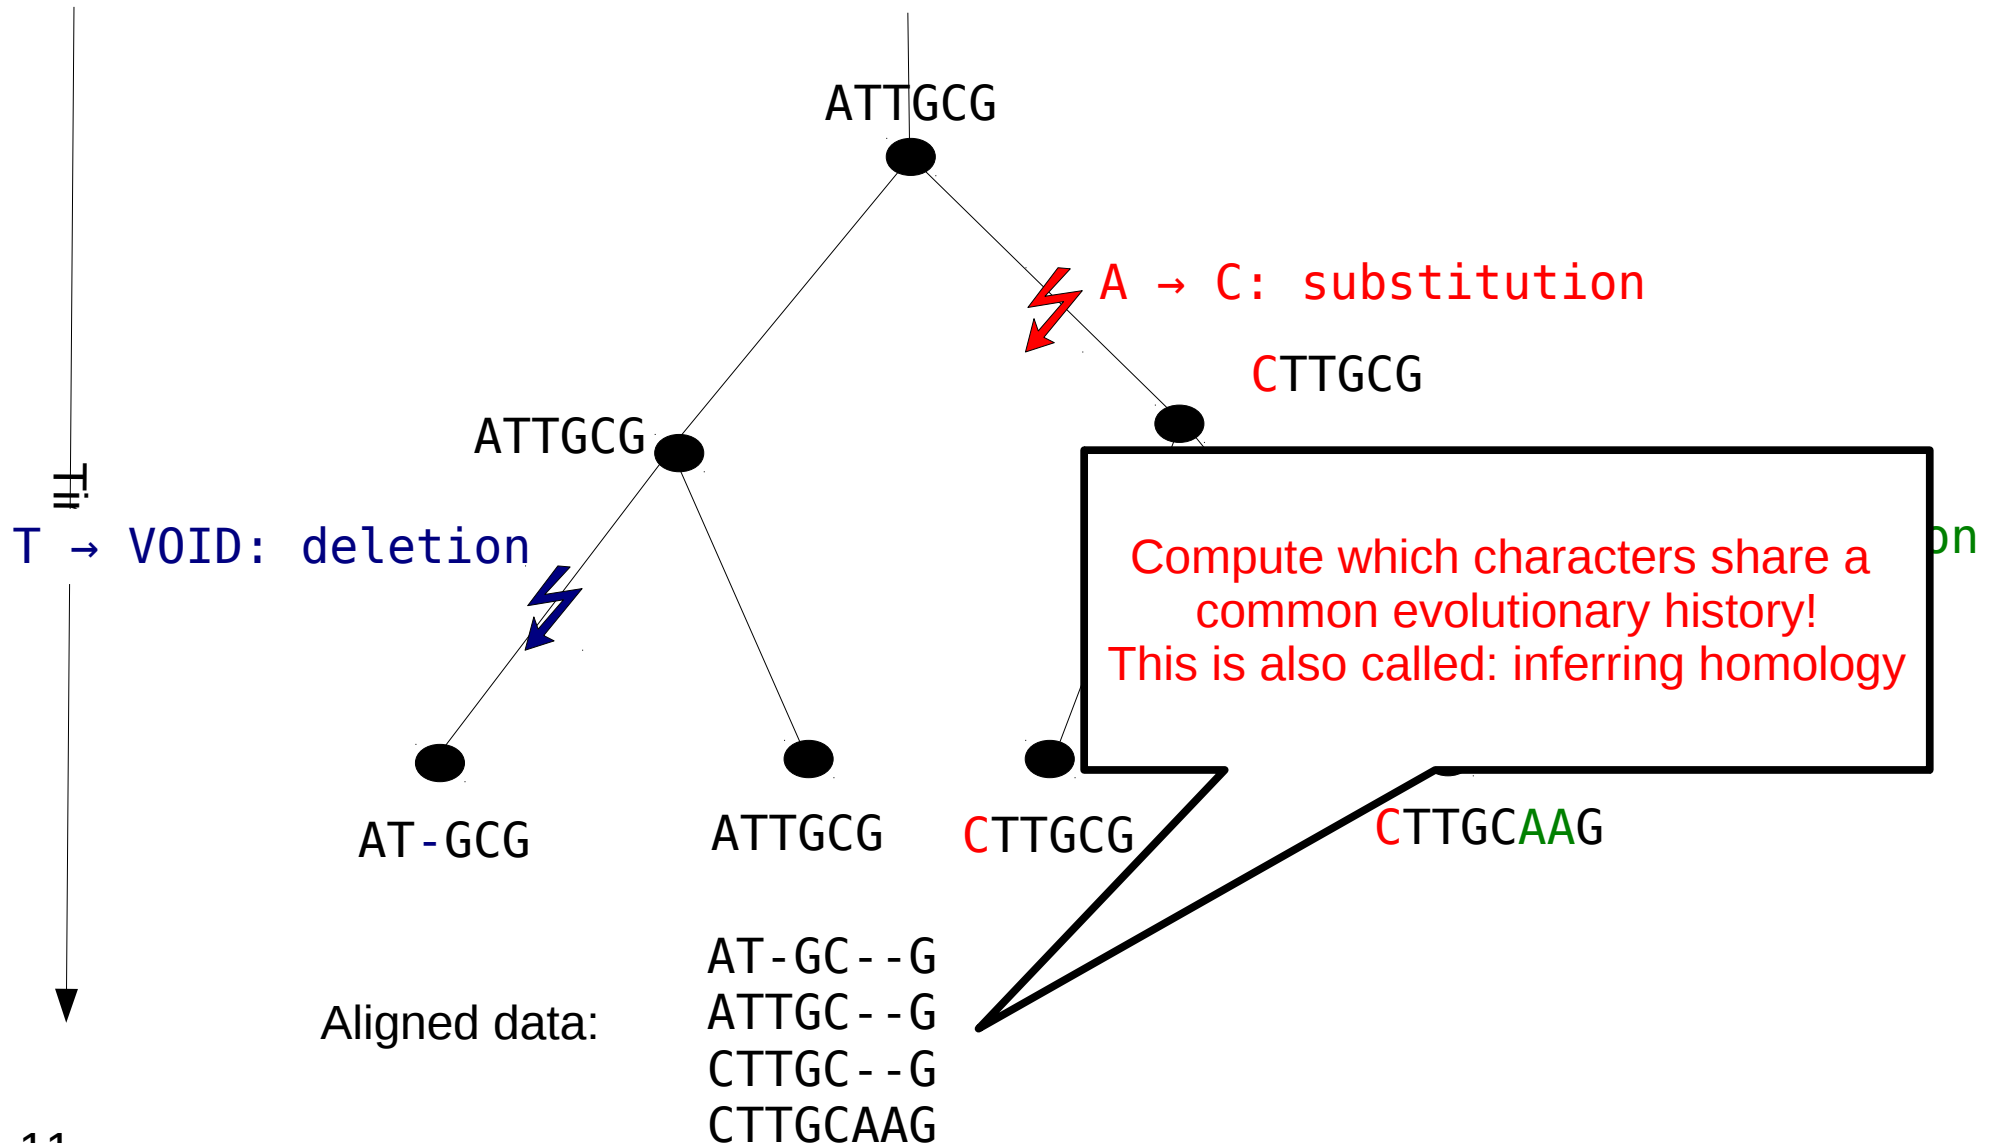 ATTGCG
A → C: substitution
CTTGCG
ATTGCG
T → VOID: deletion
Compute which characters share a
common evolutionary history!
This is also called: inferring homology
AT-GCG
ATTGCG
CTTGCG
CTTGCAAG
Aligned data:
AT-GC--G
ATTGC--G
CTTGC--G
CTTGCAAG
11